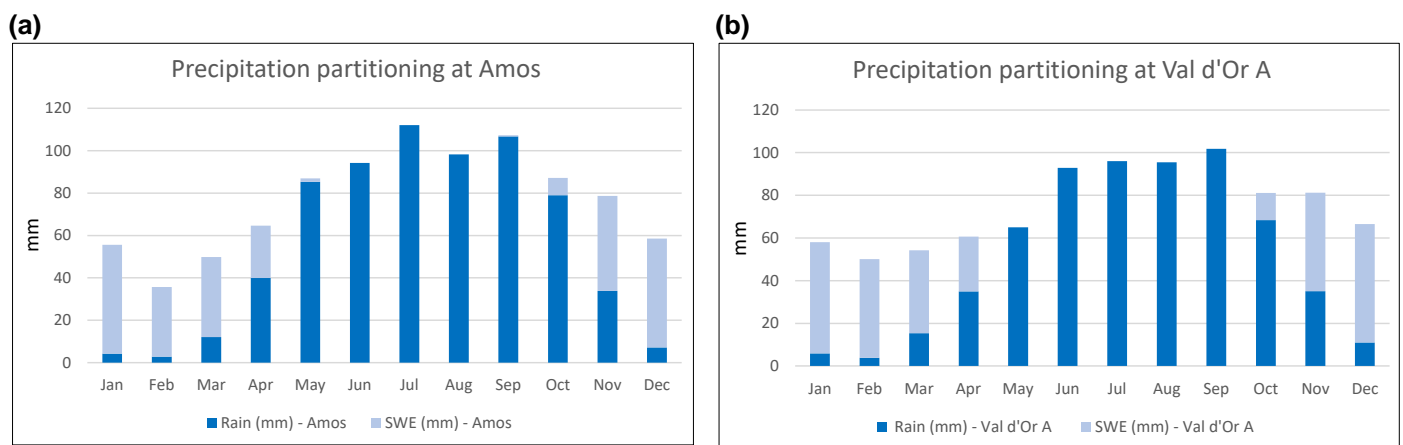 (a)
Precipitation partitioning at Amos
120
100
80
60
40
20
0
mm
Jan Feb Mar Apr May Jun Jul Aug Sep Oct Nov Dec
Rain (mm) - Amos SWE (mm) - Amos
(b)
Precipitation partitioning at Val d'Or A
120
100
80
60
40
20
0
mm
Jan Feb Mar Apr May Jun Jul Aug Sep Oct Nov Dec
Rain (mm) - Val d'Or A SWE (mm) - Val d'Or A